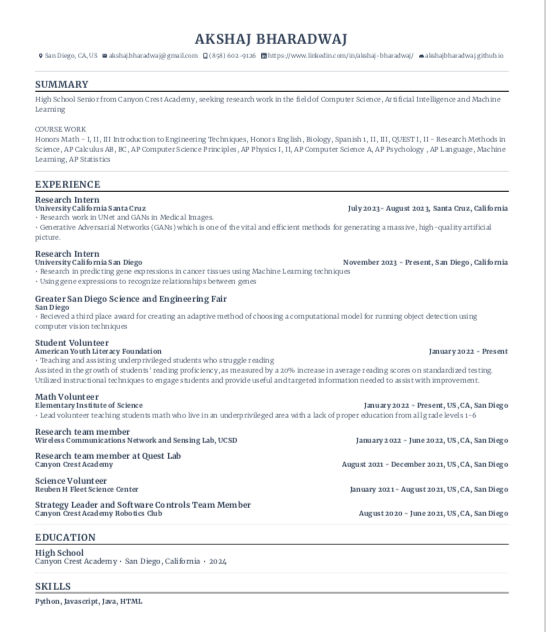 AKSHAJ BHARADWAJ
San Diego, CA, US akshaj.bharadwaj@gmail.com (858) 602-9126 https://www.linkedin.com/in/akshaj-bharadwaj/ akshajbharadwaj.github.io
SUMMARY
High School Senior from Canyon Crest Academy, seeking research work in the field of Computer Science, Artificial Intelligence and Machine
Learning
COURSE WORK
Honors Math - I, II, III Introduction to Engineering Techniques, Honors English, Biology, Spanish 1, II, III, QUEST I, II - Research Methods in
Science, AP Calculus AB, BC, AP Computer Science Principles, AP Physics I, II, AP Computer Science A, AP Psychology , AP Language, Machine
Learning, AP Statistics
EXPERIENCE
Research Intern
University California Santa Cruz July 2023 - August 2023, Santa Cruz, California
• Research work in UNet and GANs in Medical Images.
• Generative Adversarial Networks (GANs) which is one of the vital and efficient methods for generating a massive, high-quality artificial
picture.
Research Intern
University California San Diego November 2023 - Present, San Diego, California
• Research in predicting gene expressions in cancer tissues using Machine Learning techniques
• Using gene expressions to recognize relationships between genes
Greater San Diego Science and Engineering Fair
San Diego
• Recieved a third place award for creating an adaptive method of choosing a computational model for running object detection using
computer vision techniques
Student Volunteer
American Youth Literacy Foundation January 2022 - Present
• Teaching and assisting underprivileged students who struggle reading
Assisted in the growth of students' reading proficiency, as measured by a 20% increase in average reading scores on standardized testing.
Utilized instructional techniques to engage students and provide useful and targeted information needed to assist with improvement.
Math Volunteer
Elementary Institute of Science January 2022 - Present, US, CA, San Diego
• Lead volunteer teaching students math who live in an underprivileged area with a lack of proper education from all grade levels 1-6
Research team member
Wireless Communications Network and Sensing Lab, UCSD January 2022 - June 2022, US, CA, San Diego
Research team member at Quest Lab
Canyon Crest Academy August 2021 - December 2021, US, CA, San Diego
Science Volunteer
Reuben H Fleet Science Center January 2021 - August 2021, US, CA, San Diego
Strategy Leader and Software Controls Team Member
Canyon Crest Academy Robotics Club August 2020 - June 2021, US, CA, San Diego
EDUCATION
High School
Canyon Crest Academy • San Diego, California • 2024
SKILLS
Python, Javascript, Java, HTML